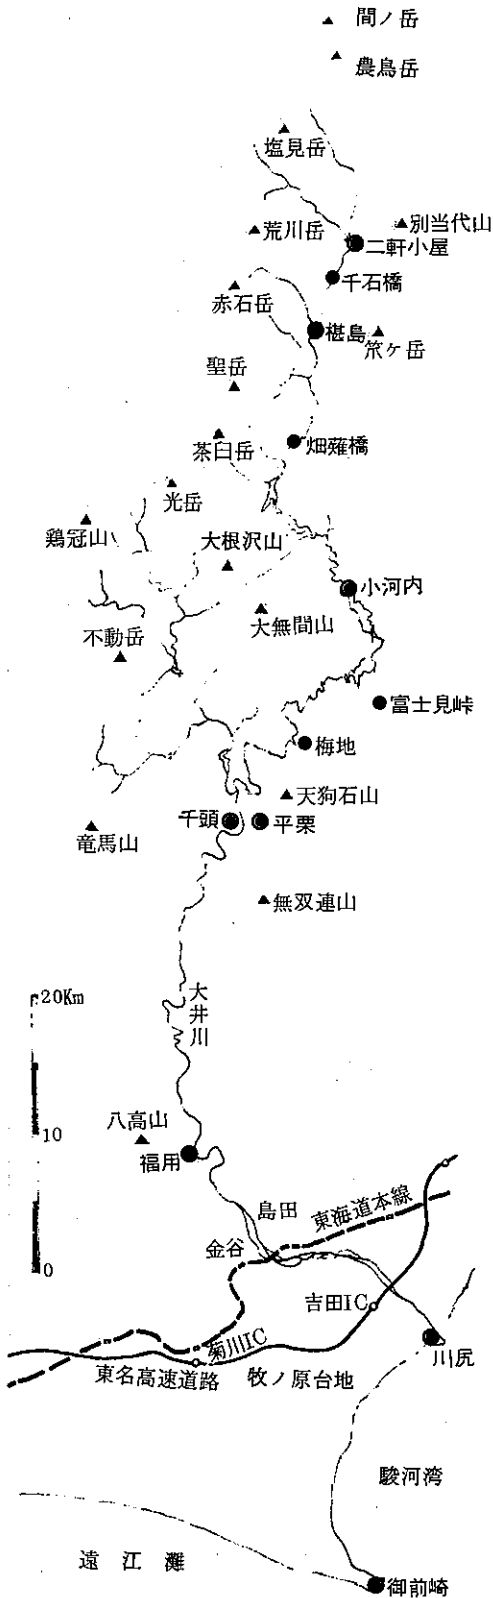 間ノ岳
農鳥岳
塩見岳
別当代山
荒川岳
二軒小屋
千石橋
赤石岳
椹島
笊ケ岳
聖岳
畑薙橋
茶臼岳
光岳
鶏冠山
大根沢山
小河内
大無間山
不動岳
富士見峠
梅地
天狗石山
千頭
平栗
竜馬山
無双連山
20Km
大井川
八高山
10
福用
島田
東海道本線
金谷
0
吉田IC
菊川IC
川尻
東名高速道路
牧ノ原台地
駿河湾
遠江灘
御前崎